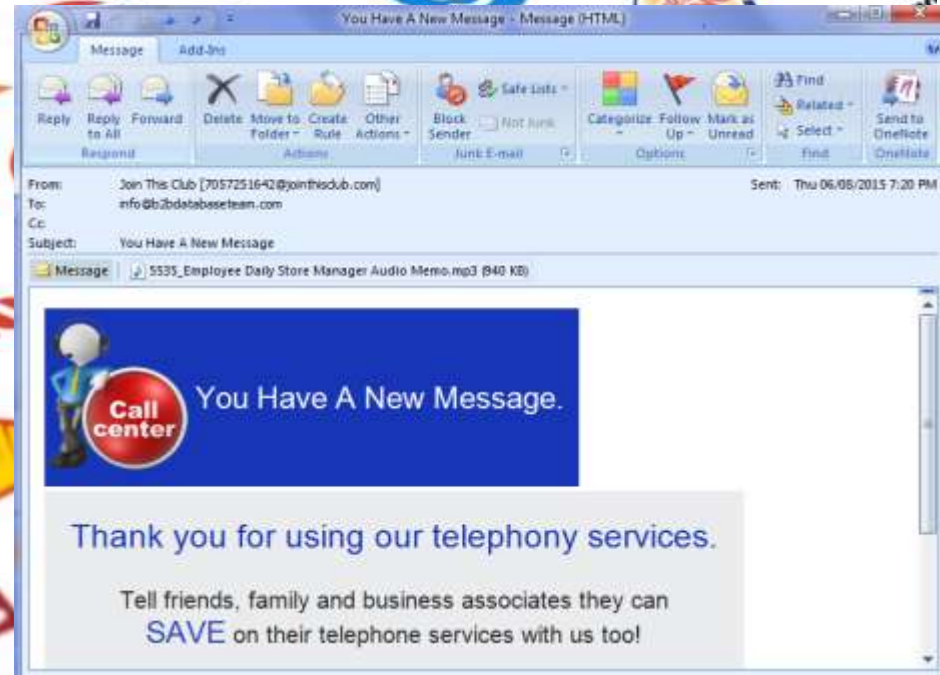 You Have A New Message - Message (HTML)
Message Add-Ins
Reply Reply to All Forward Delete Move to Folder Create Rule Other Actions Block Sender Safe Lists Not Junk Categorize Follow Up Mark as Unread Find Related Select Send to OneNote
Respond Actions Junk E-mail Options Find OneNote
From: Join This Club [7057251642@jointhisclub.com] Sent: Thu 06/08/2015 7:20 PM
To: info@b2bdatabaseteam.com
Cc:
Subject: You Have A New Message
Message 5535_Employee Daily Store Manager Audio Memo.mp3 (940 KB)
Call center
You Have A New Message.
Thank you for using our telephony services.
Tell friends, family and business associates they can
SAVE on their telephone services with us too!